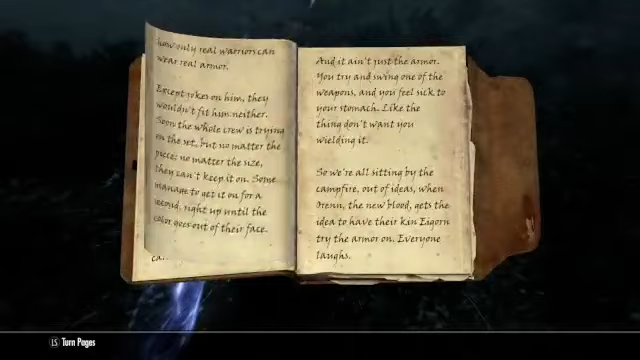 how only real warriors can
wear real armor.
Except jokes on him, they
wouldn't fit him neither.
Soon the whole crew is trying
on the set, but no matter the
piece, no matter the size,
they can't keep it on. Some
manage to get it on for a
second, right up until the
color goes out of their face.
And it ain't just the armor.
You try and swing one of the
weapons, and you feel sick to
your stomach. Like the
thing don't want you
wielding it.
So we're all sitting by the
campfire, out of ideas, when
the new blood, gets the
idea to have their kin Eigorn
try the armor on. Everyone
laughs.
LS Turn Pages